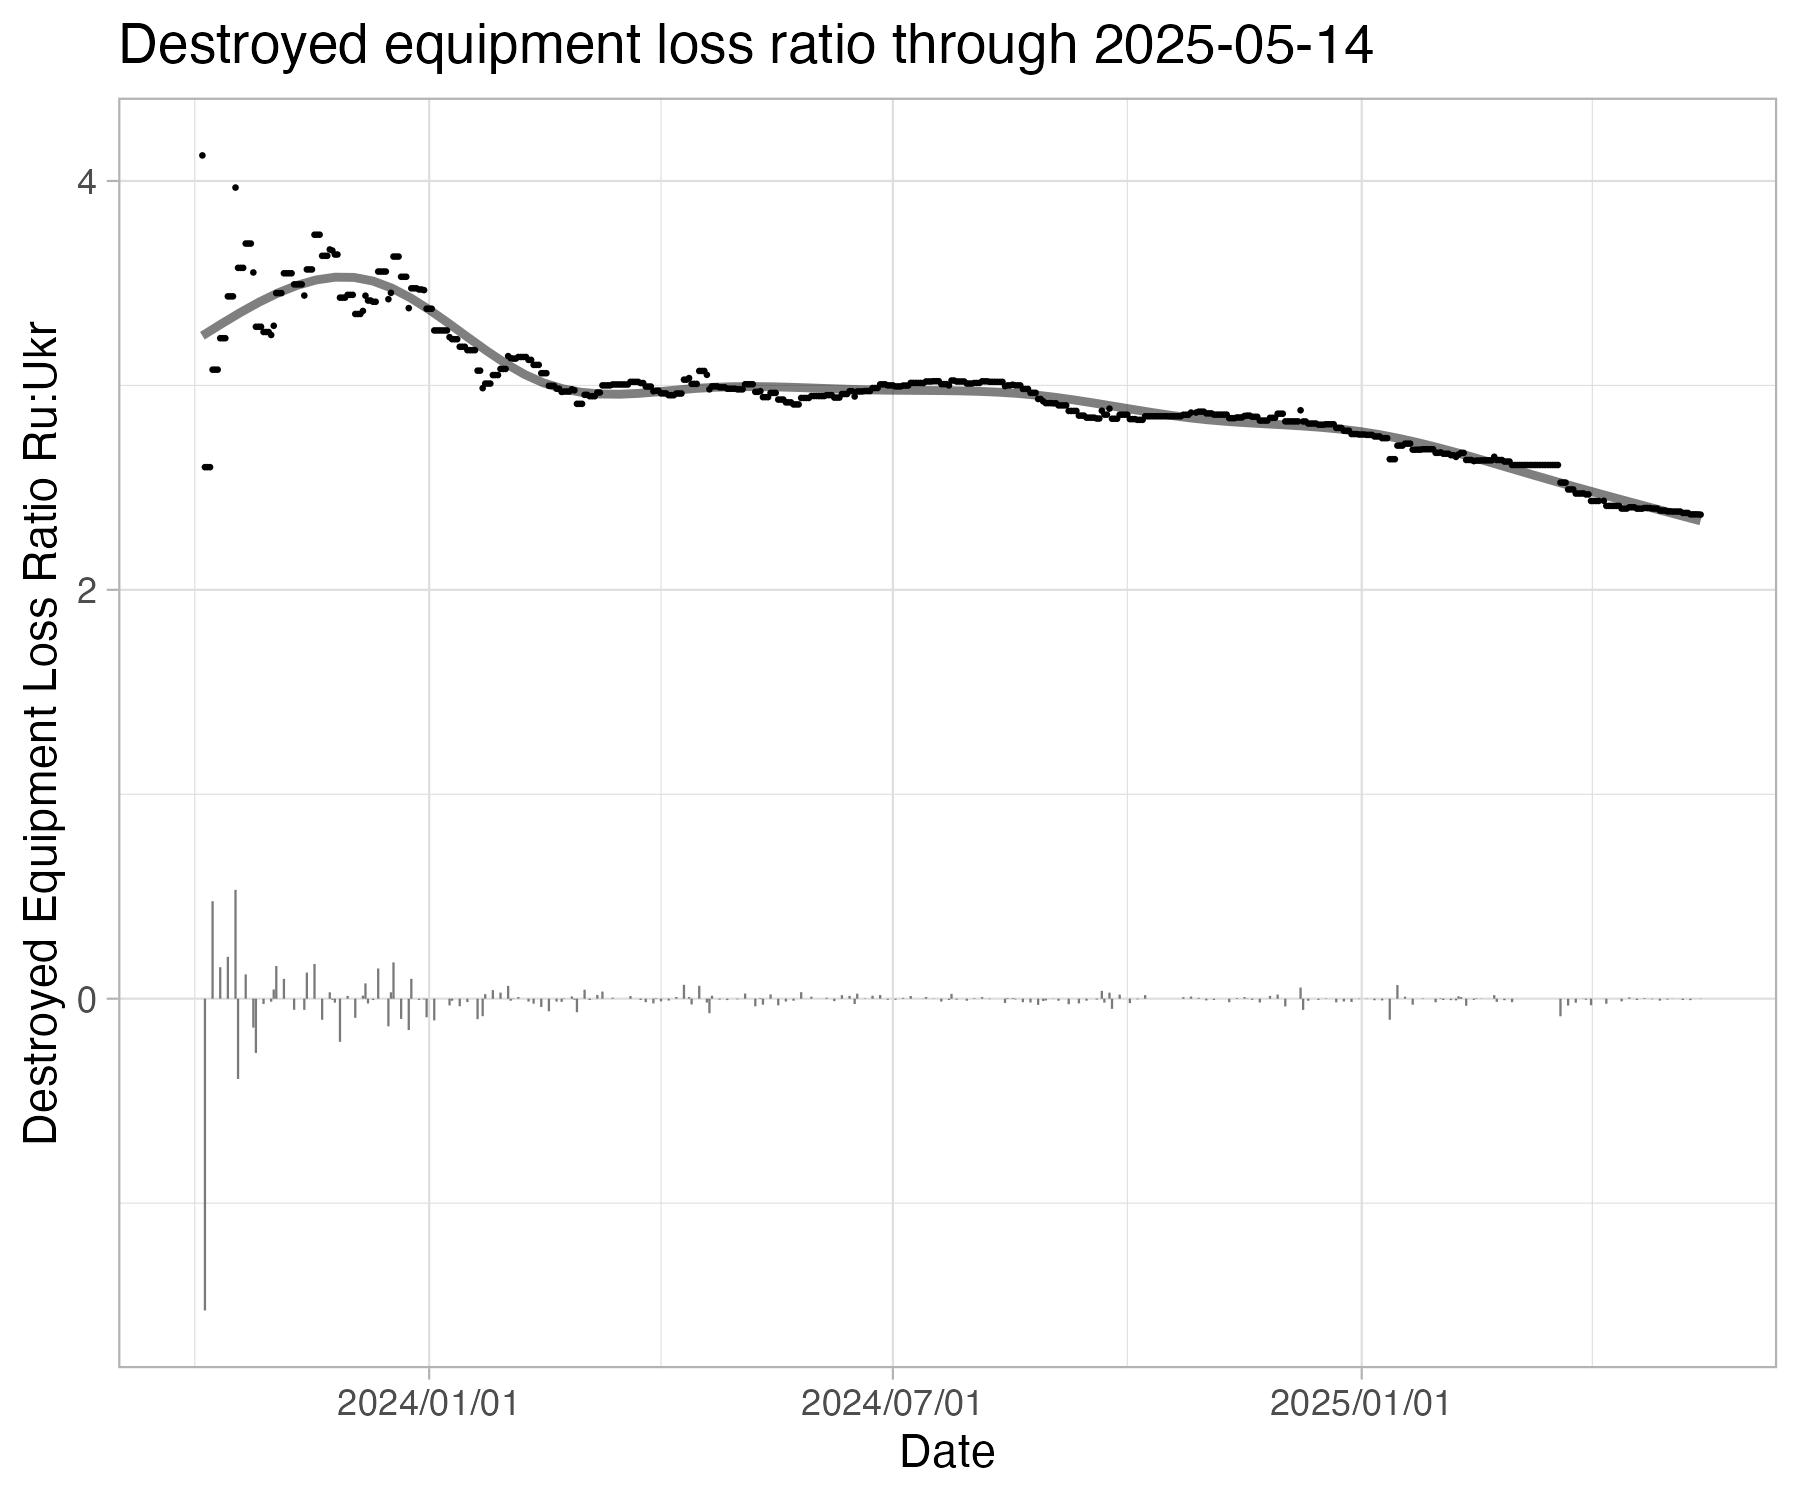 Destroyed equipment loss ratio through 2025-05-14
Destroyed Equipment Loss Ratio Ru:Ukr
4
2
0
2024/01/01
2024/07/01
2025/01/01
Date